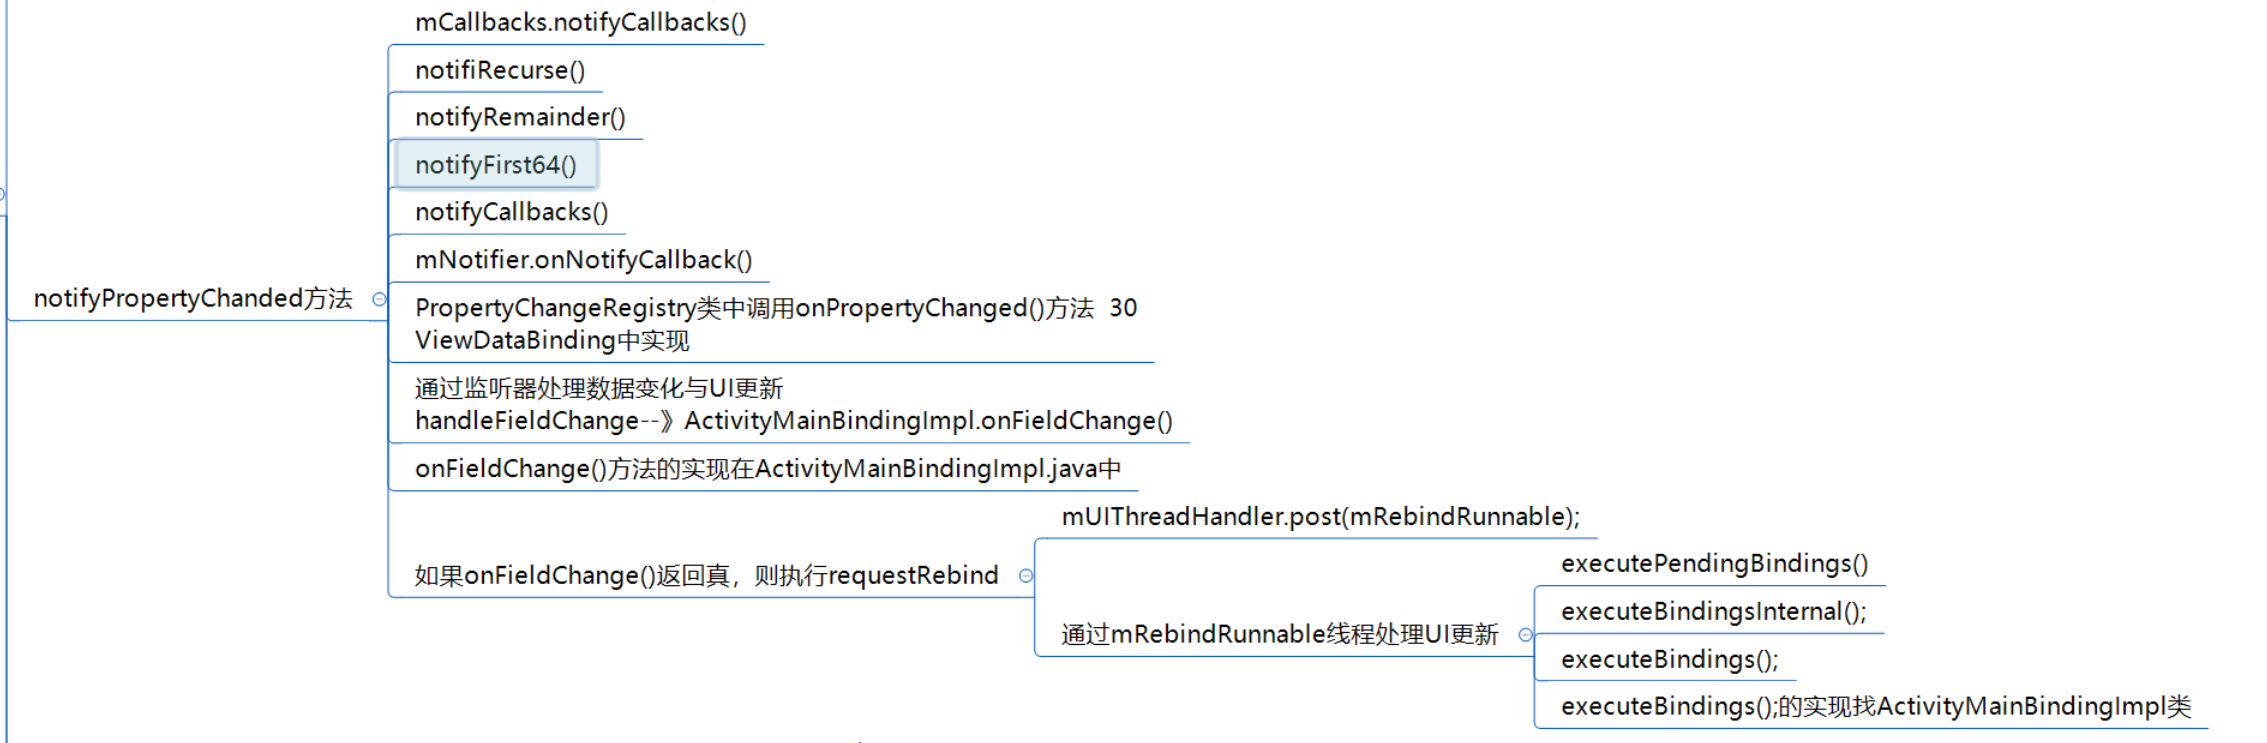 mCallbacks.notifyCallbacks()
notifiRecurse()
notifyRemainder()
notifyFirst64()
notifyCallbacks()
mNotifier.onNotifyCallback()
notifyPropertyChanded方法
PropertyChangeRegistry类中调用onPropertyChanged()方法  30
ViewDataBinding中实现
通过监听器处理数据变化与UI更新
handleFieldChange--》ActivityMainBindingImpl.onFieldChange()
onFieldChange()方法的实现在ActivityMainBindingImpl.java中
如果onFieldChange()返回真，则执行requestRebind
mUIThreadHandler.post(mRebindRunnable);
通过mRebindRunnable线程处理UI更新
executePendingBindings()
executeBindingsInternal();
executeBindings();
executeBindings();的实现找ActivityMainBindingImpl类